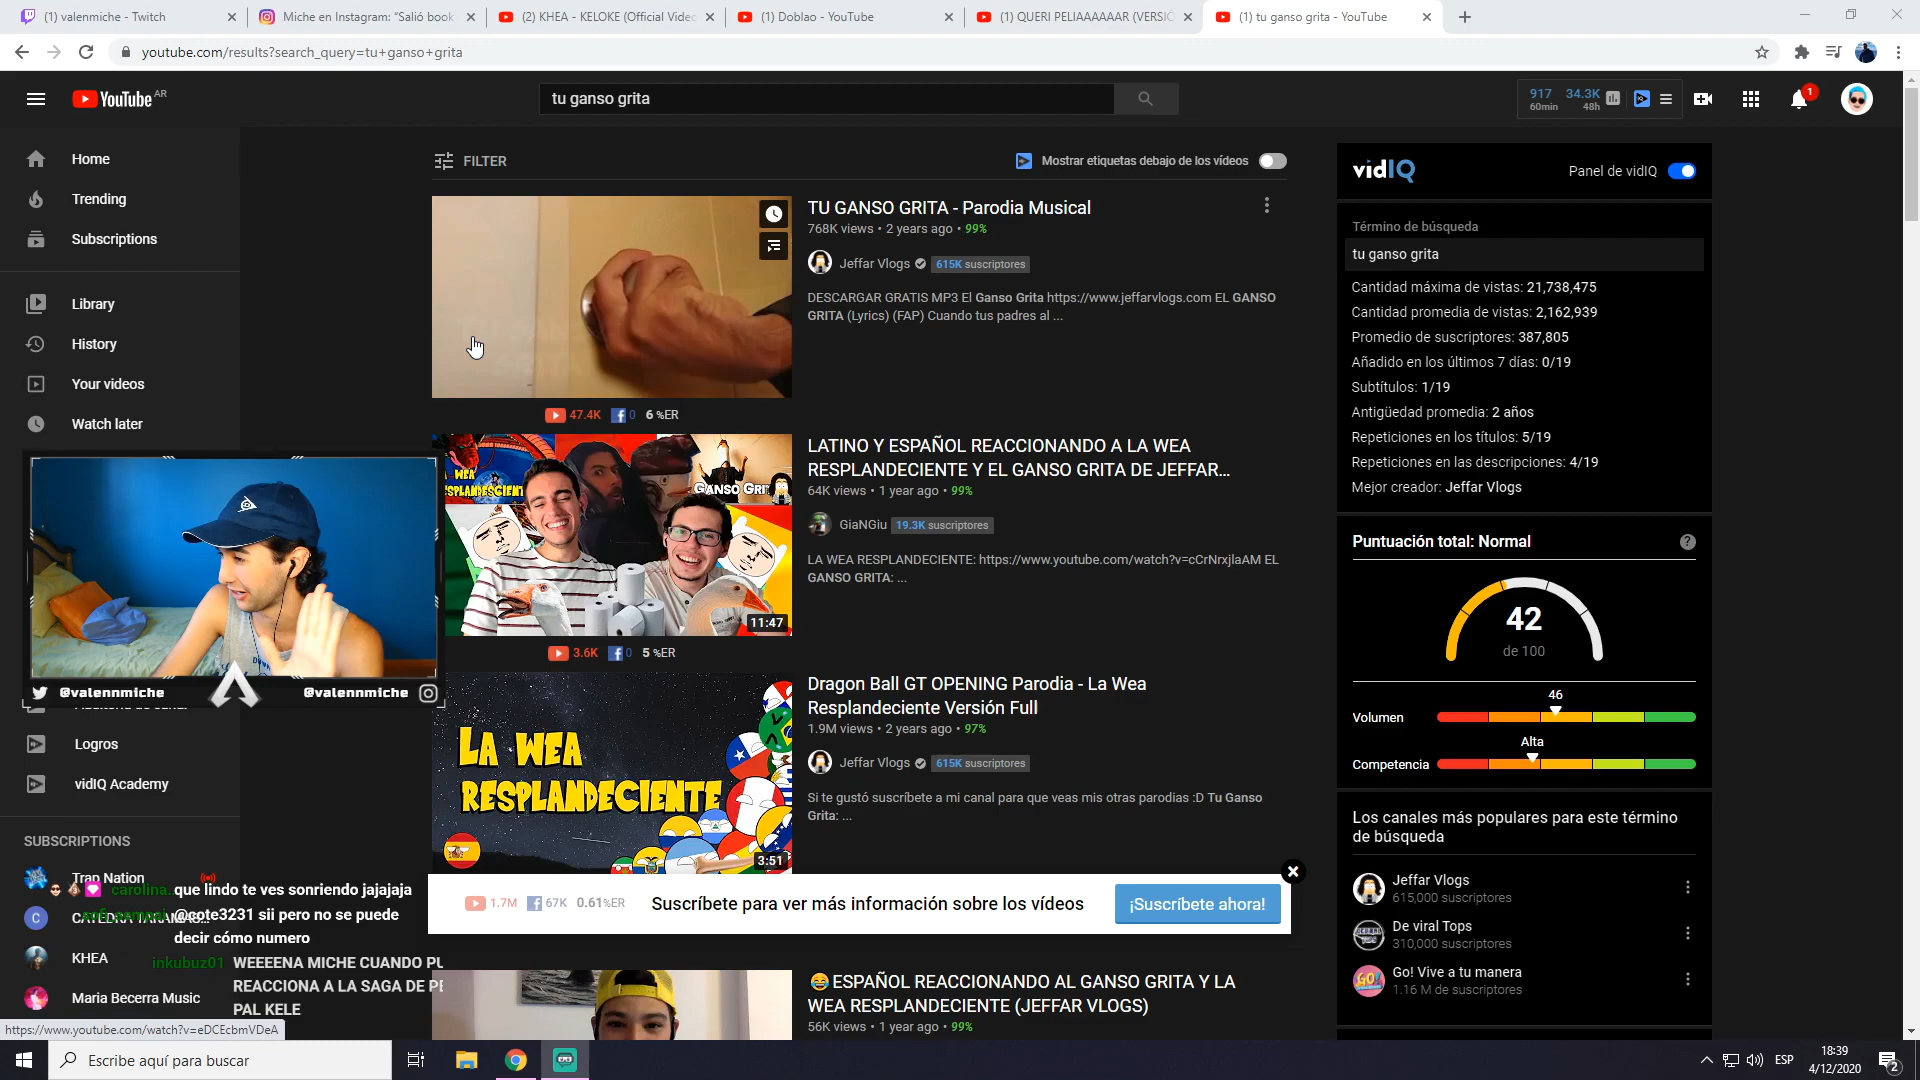 (1) valenmiche - Twitch
Miche en Instagram: "Salió book
(2) KHEA - KELOKE (Official Video
(1) Doblao - YouTube
(1) QUERI PELIAAAAAAR (VERSIÓ
(1) tu ganso grita - YouTube
youtube.com/results?search_query=tu+ganso+grita
YouTube AR
tu ganso grita
917 60min
34.3K 48h
1
Home
Trending
Subscriptions
Library
History
Your videos
Watch later
@valennmiche
@valennmiche
Logros
vidIQ Academy
SUBSCRIPTIONS
Trap Nation
KHEA
Maria Becerra Music
que lindo te ves sonriendo jajajaja
@cote3231 sii pero no se puede
decir cómo numero
inkubuz01 WEEEENA MICHE CUANDO PU
REACCIONA A LA SAGA DE PE
PAL KELE
https://www.youtube.com/watch?v=eDCEcbmVDeA
FILTER
Mostrar etiquetas debajo de los vídeos
TU GANSO GRITA - Parodia Musical
768K views • 2 years ago • 99%
Jeffar Vlogs 615K suscriptores
DESCARGAR GRATIS MP3 El Ganso Grita https://www.jeffarvlogs.com EL GANSO
GRITA (Lyrics) (FAP) Cuando tus padres al ...
47.4K 0 6 %ER
WEA
GANSO GRI
11:47
LATINO Y ESPAÑOL REACCIONANDO A LA WEA
RESPLANDECIENTE Y EL GANSO GRITA DE JEFFAR...
64K views • 1 year ago • 99%
GiaNGiu 19.3K suscriptores
LA WEA RESPLANDECIENTE: https://www.youtube.com/watch?v=cCrNrxjlaAM EL
GANSO GRITA: ...
3.6K 0 5 %ER
LA WEA
RESPLANDECIENTE
3:51
Dragon Ball GT OPENING Parodia - La Wea
Resplandeciente Versión Full
1.9M views • 2 years ago • 97%
Jeffar Vlogs 615K suscriptores
Si te gustó suscríbete a mi canal para que veas mis otras parodias :D Tu Ganso
Grita: ...
1.7M 67K 0.61%ER
Suscríbete para ver más información sobre los vídeos
¡Suscríbete ahora!
ESPAÑOL REACCIONANDO AL GANSO GRITA Y LA
WEA RESPLANDECIENTE (JEFFAR VLOGS)
56K views • 1 year ago • 99%
vidIQ
Panel de vidIQ
Término de búsqueda
tu ganso grita
Cantidad máxima de vistas: 21,738,475
Cantidad promedia de vistas: 2,162,939
Promedio de suscriptores: 387,805
Añadido en los últimos 7 días: 0/19
Subtítulos: 1/19
Antigüedad promedia: 2 años
Repeticiones en los títulos: 5/19
Repeticiones en las descripciones: 4/19
Mejor creador: Jeffar Vlogs
Puntuación total: Normal
?
42
de 100
46
Volumen
Alta
Competencia
Los canales más populares para este término
de búsqueda
Jeffar Vlogs
615,000 suscriptores
De viral Tops
310,000 suscriptores
Go! Vive a tu manera
1.16 M de suscriptores
Escribe aquí para buscar
ESP
18:39
4/12/2020
2